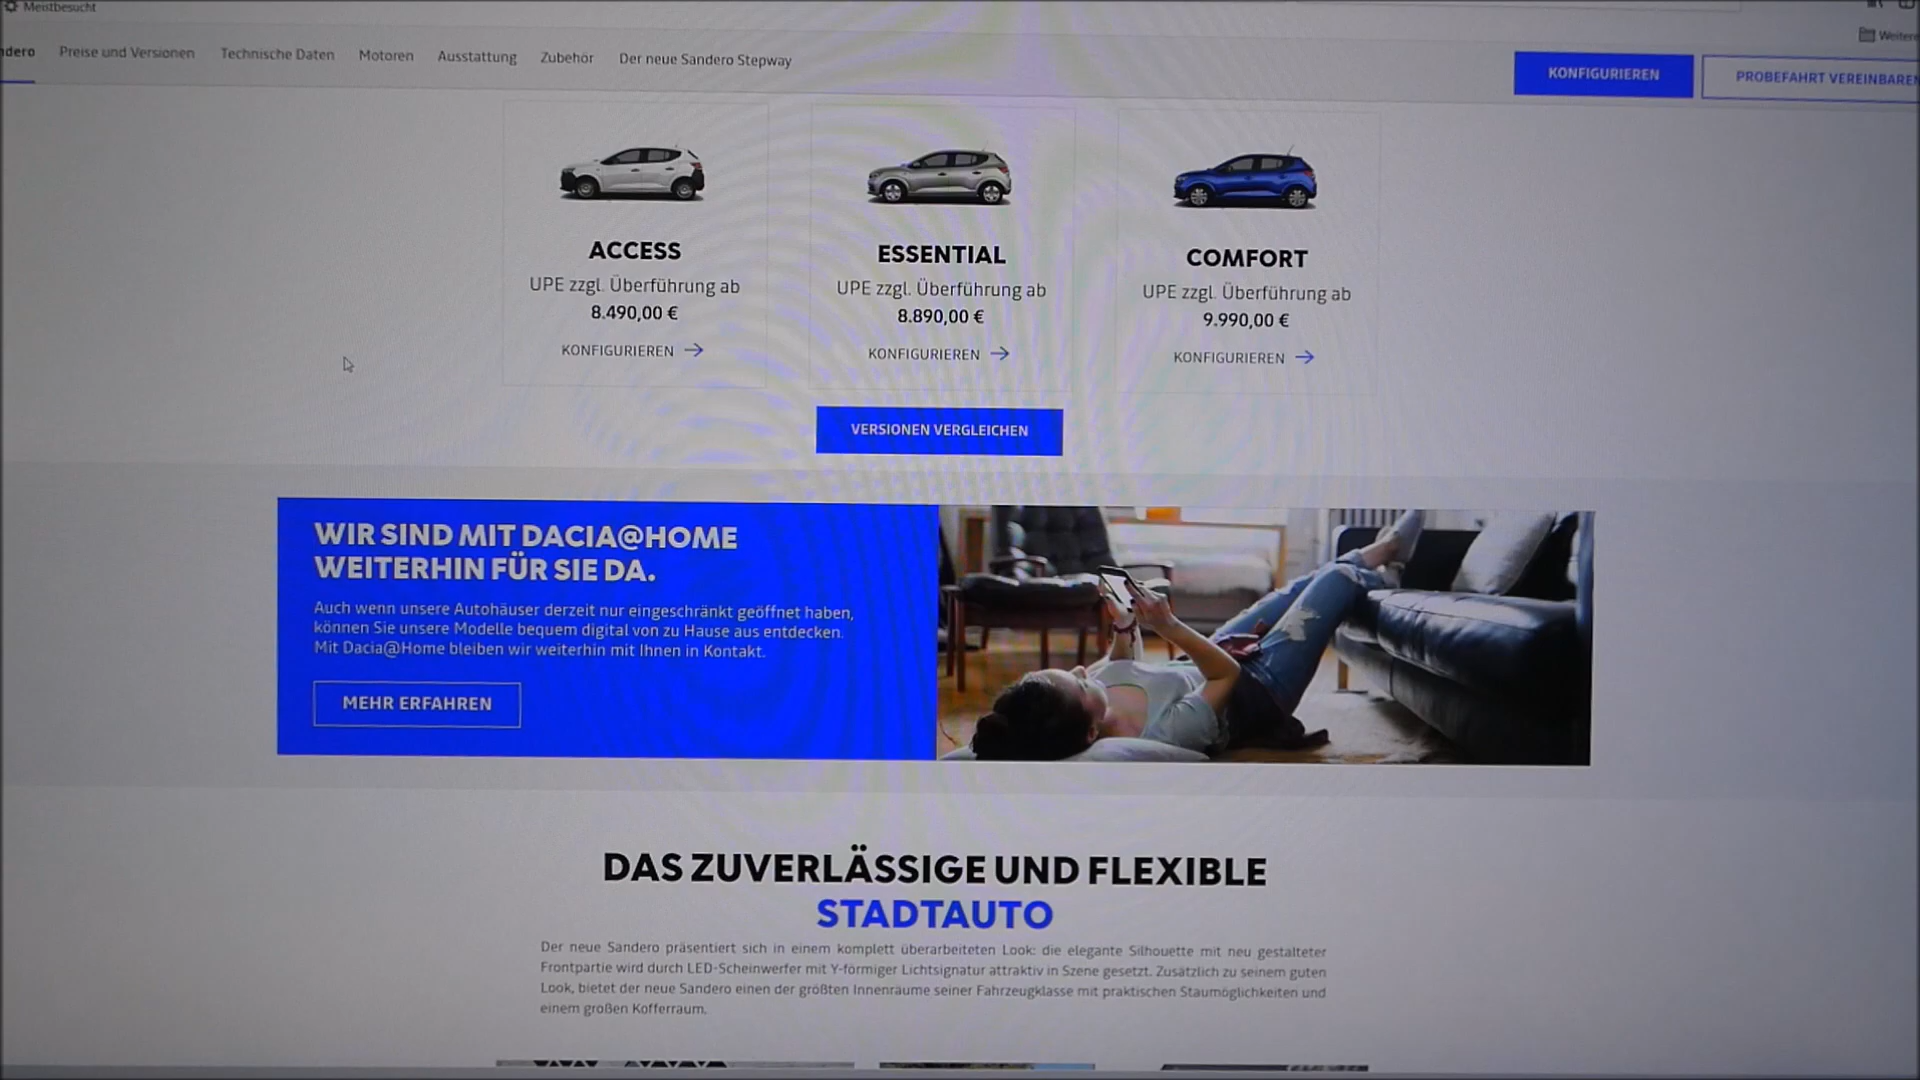 Meistbesucht
Weitere
ndero Preise und Versionen Technische Daten Motoren Ausstattung Zubehör Der neue Sandero Stepway
KONFIGURIEREN
PROBEFAHRT VEREINBAREN
ACCESS
UPE zzgl. Überführung ab
8.490,00 €
KONFIGURIEREN →
ESSENTIAL
UPE zzgl. Überführung ab
8.890,00 €
KONFIGURIEREN →
COMFORT
UPE zzgl. Überführung ab
9.990,00 €
KONFIGURIEREN →
VERSIONEN VERGLEICHEN
WIR SIND MIT DACIA@HOME
WEITERHIN FÜR SIE DA.
Auch wenn unsere Autohäuser derzeit nur eingeschränkt geöffnet haben,
können Sie unsere Modelle bequem digital von zu Hause aus entdecken.
Mit Dacia@Home bleiben wir weiterhin mit Ihnen in Kontakt.
MEHR ERFAHREN
DAS ZUVERLÄSSIGE UND FLEXIBLE
STADTAUTO
Der neue Sandero präsentiert sich in einem komplett überarbeiteten Look: die elegante Silhouette mit neu gestalteter
Frontpartie wird durch LED-Scheinwerfer mit Y-förmiger Lichtsignatur attraktiv in Szene gesetzt. Zusätzlich zu seinem guten
Look, bietet der neue Sandero einen der größten Innenräume seiner Fahrzeugklasse mit praktischen Staumöglichkeiten und
einem großen Kofferraum.